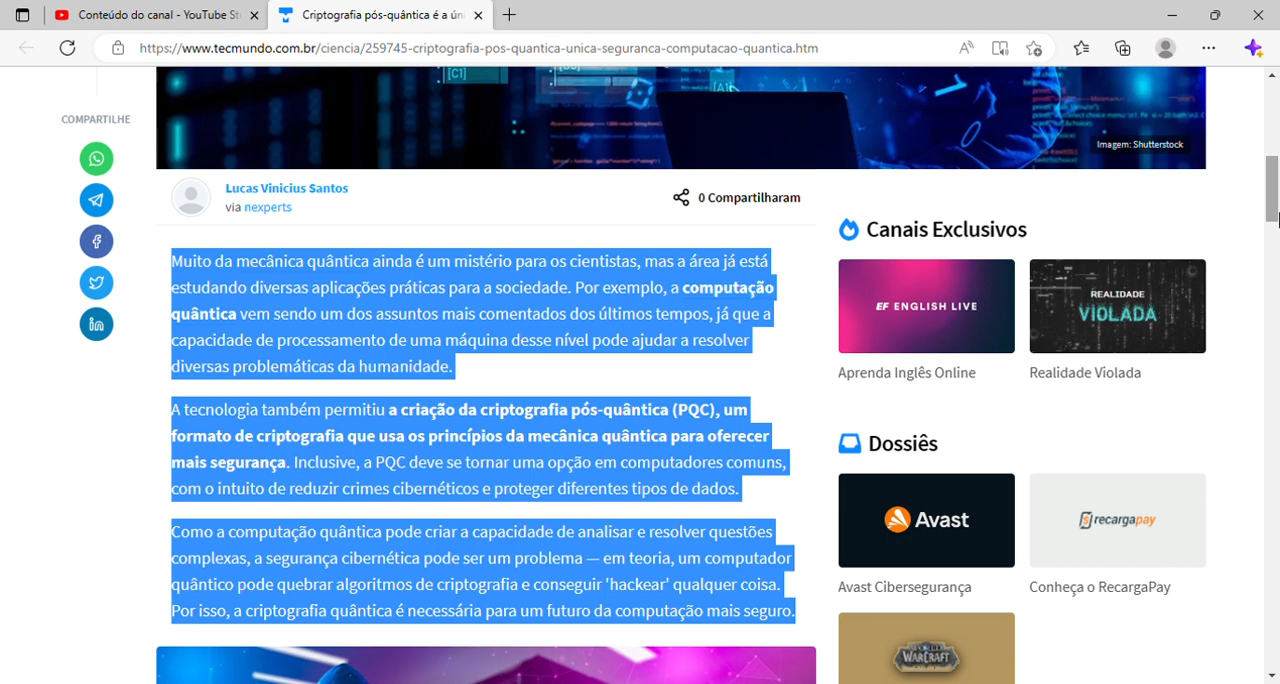 Conteúdo do canal - YouTube St
Criptografia pós-quântica é a úni
https://www.tecmundo.com.br/ciencia/259745-criptografia-pos-quantica-unica-seguranca-computacao-quantica.htm
[C1]
Imagem: Shutterstock
COMPARTILHE
Lucas Vinicius Santos
via nexperts
0 Compartilharam
Muito da mecânica quântica ainda é um mistério para os cientistas, mas a área já está
estudando diversas aplicações práticas para a sociedade. Por exemplo, a computação
quântica vem sendo um dos assuntos mais comentados dos últimos tempos, já que a
capacidade de processamento de uma máquina desse nível pode ajudar a resolver
diversas problemáticas da humanidade.
A tecnologia também permitiu a criação da criptografia pós-quântica (PQC), um
formato de criptografia que usa os princípios da mecânica quântica para oferecer
mais segurança. Inclusive, a PQC deve se tornar uma opção em computadores comuns,
com o intuito de reduzir crimes cibernéticos e proteger diferentes tipos de dados.
Como a computação quântica pode criar a capacidade de analisar e resolver questões
complexas, a segurança cibernética pode ser um problema — em teoria, um computador
quântico pode quebrar algoritmos de criptografia e conseguir 'hackear' qualquer coisa.
Por isso, a criptografia quântica é necessária para um futuro da computação mais seguro.
Canais Exclusivos
EF ENGLISH LIVE
REALIDADE
VIOLADA
Aprenda Inglês Online
Realidade Violada
Dossiês
Avast
recargapay
Avast Cibersegurança
Conheça o RecargaPay
WARCRAFT